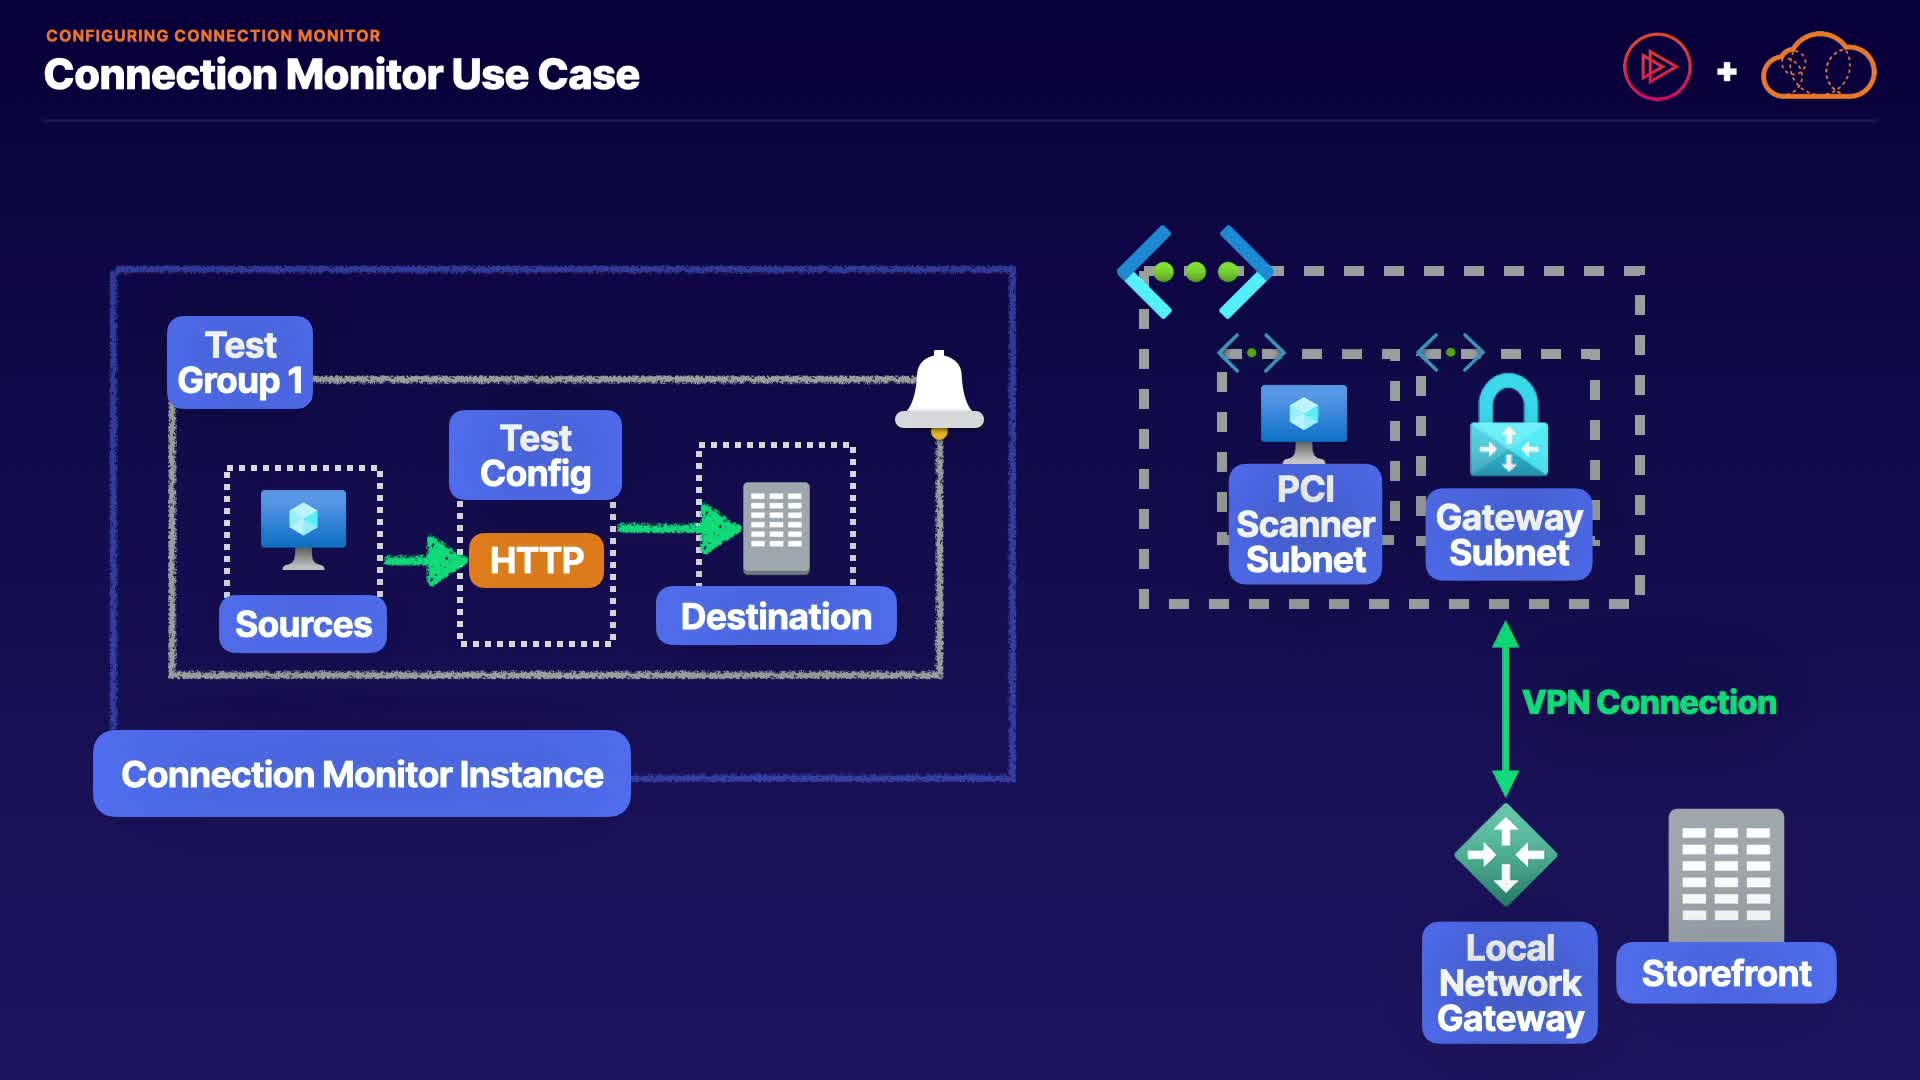 CONFIGURING CONNECTION MONITOR
Connection Monitor Use Case
Test
Group 1
Test
Config
HTTP
Sources
Destination
Connection Monitor Instance
PCI
Scanner
Subnet
Gateway
Subnet
VPN Connection
Local
Network
Gateway
Storefront